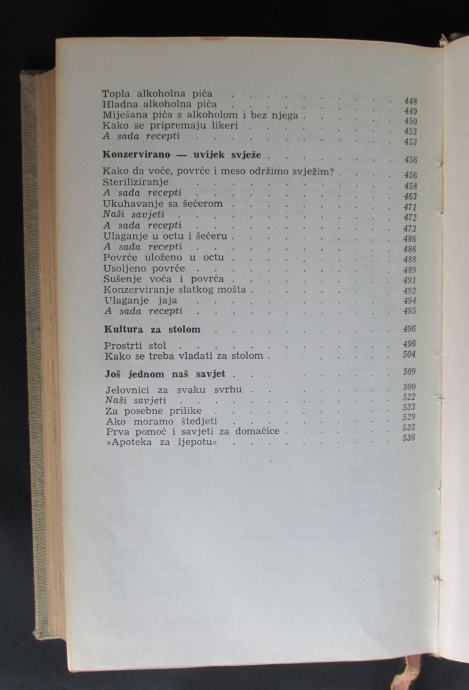 Topla alkoholna pića . . . . . . . . . 448
Hladna alkoholna pića . . . . . . . . . 449
Miješana pića s alkoholom i bez njega . . . . . . 450
Kako se pripremaju likeri . . . . . . . . 453
A sada recepti . . . . . . . . . . 453
Konzervirano — uvijek svježe . . . . . . . 456
Kako da voće, povrće i meso održimo svježim? . . . . 456
Steriliziranje . . . . . . . . . . 458
A sada recepti . . . . . . . . . . 463
Ukuhavanje sa šećerom . . . . . . . . 471
Naši savjeti . . . . . . . . . . 472
A sada recepti . . . . . . . . . . 473
Ulaganje u octu i šećeru . . . . . . . . 486
A sada recepti . . . . . . . . . . 486
Povrće uloženo u octu . . . . . . . . 488
Usoljeno povrće . . . . . . . . . 489
Sušenje voća i povrća . . . . . . . . 491
Konzerviranje slatkog mošta . . . . . . . 492
Ulaganje jaja . . . . . . . . . . 494
A sada recepti . . . . . . . . . . 495
Kultura za stolom . . . . . . . . . 496
Prostrti stol . . . . . . . . . . 496
Kako se treba vladati za stolom . . . . . . . 504
Još jednom naš savjet . . . . . . . . 509
Jelovnici za svaku svrhu . . . . . . . . 509
Naši savjeti . . . . . . . . . . 522
Za posebne prilike . . . . . . . . . 523
Ako moramo štedjeti . . . . . . . . 529
Prva pomoć i savjeti za domaćice . . . . . . 533
»Apoteka za ljepotu« . . . . . . . . 536